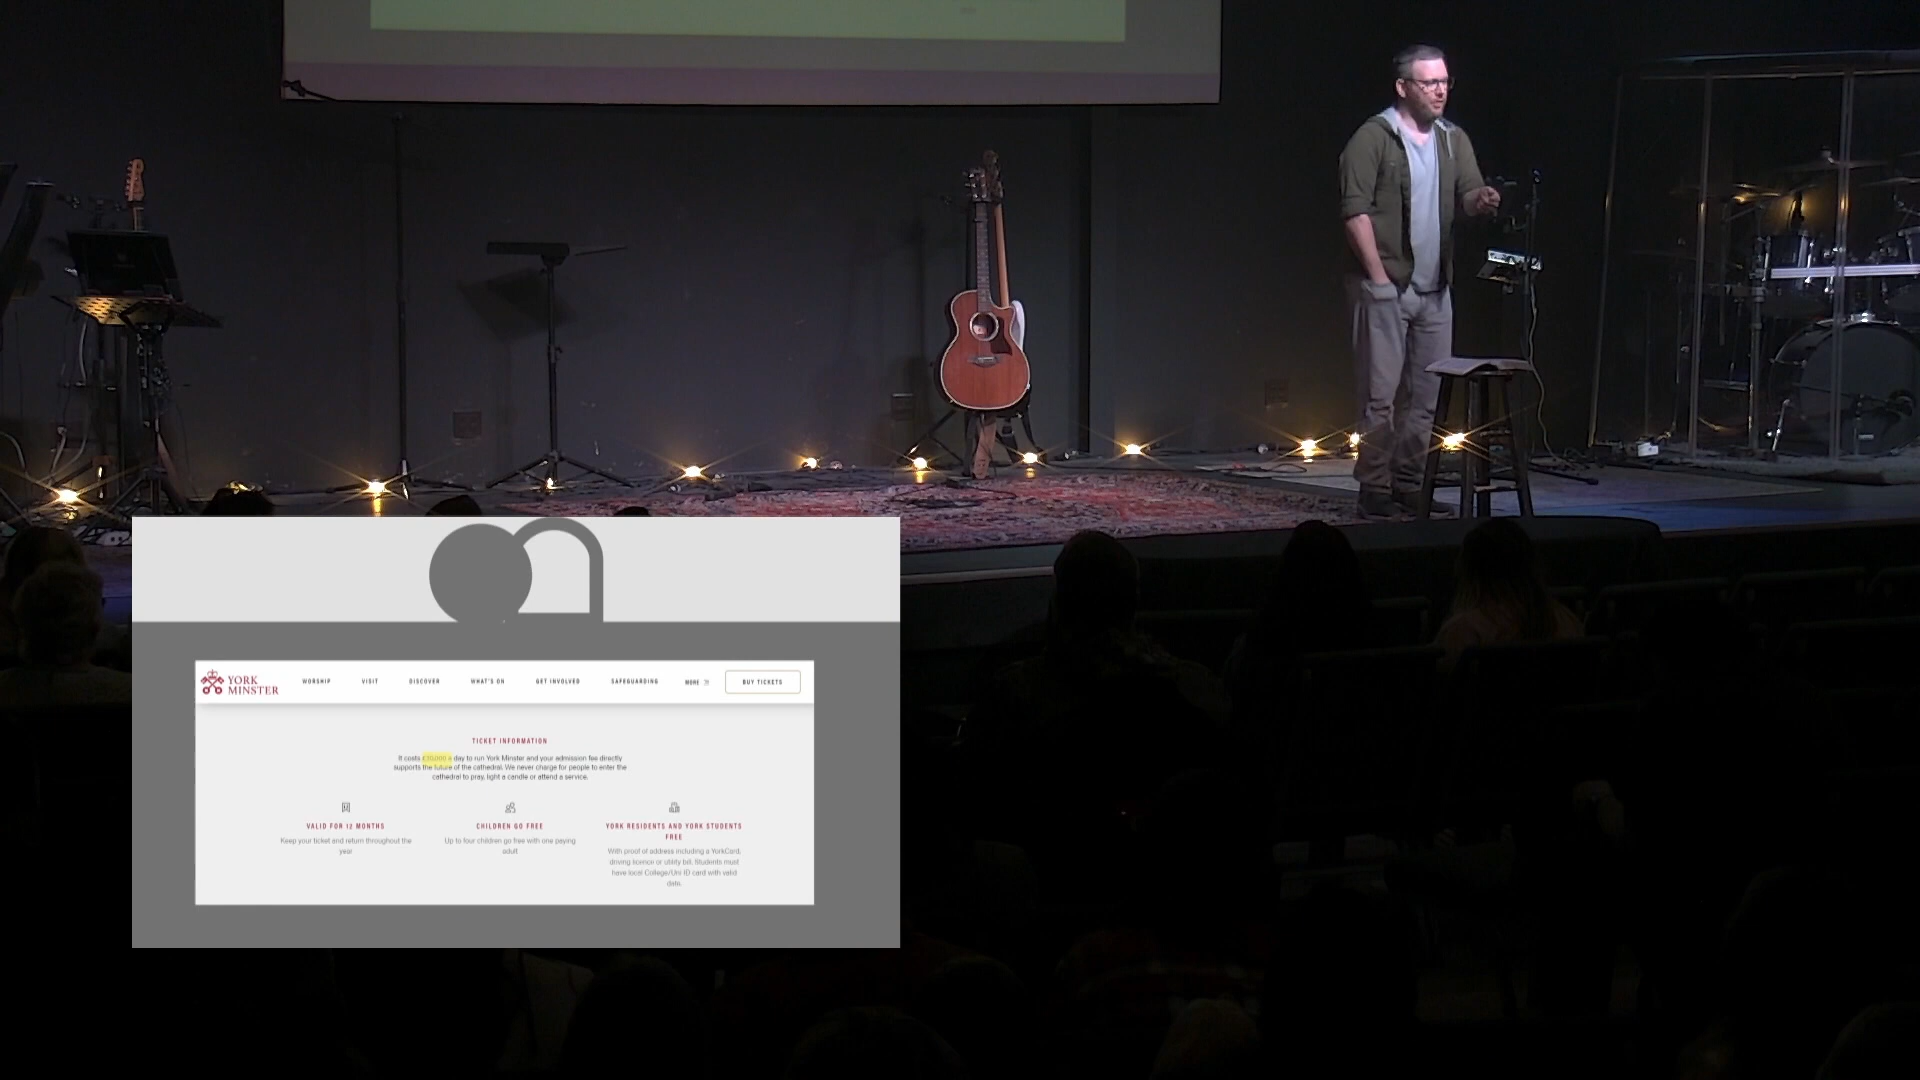 YORK
MINSTER
WORSHIP VISIT DISCOVER WHAT'S ON GET INVOLVED SAFEGUARDING MORE BUY TICKETS
TICKET INFORMATION
It costs a day to run York Minster and your admission fee directly
supports the future of the cathedral. We never charge for people to enter the
cathedral to pray, light a candle or attend a service.
VALID FOR 12 MONTHS
Keep your ticket and return throughout the
year
CHILDREN GO FREE
Up to four children go free with one paying
adult
YORK RESIDENTS AND YORK STUDENTS
FREE
With proof of address including a YorkCard,
driving licence or utility bill. Students must
have local College/Uni ID card with valid
date.